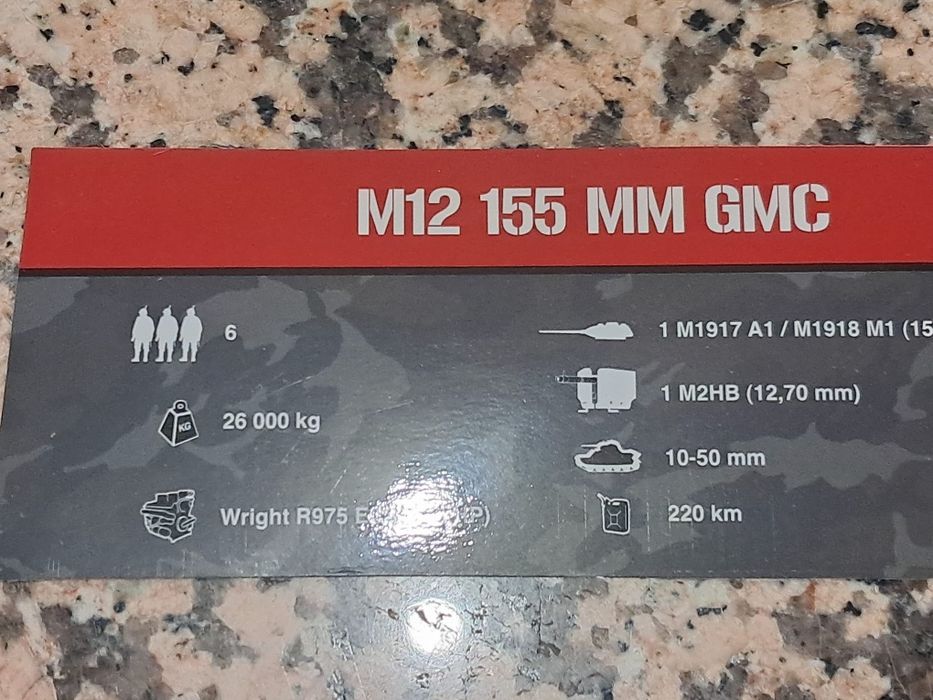 M12 155 MM GMC
6
26 000 kg
KG
Wright R975
1 M1917 A1 / M1918 M1 (15
1 M2HB (12,70 mm)
10-50 mm
220 km